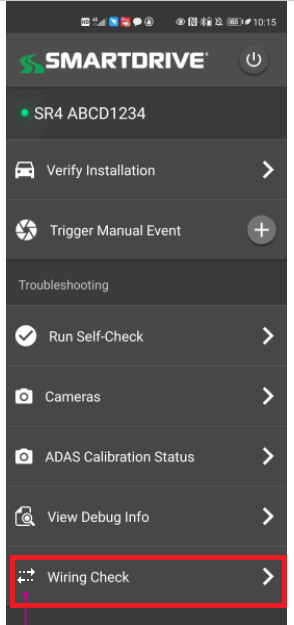 10:15
SMARTDRIVE
SR4 ABCD1234
Verify Installation
Trigger Manual Event
Troubleshooting
Run Self-Check
Cameras
ADAS Calibration Status
View Debug Info
Wiring Check